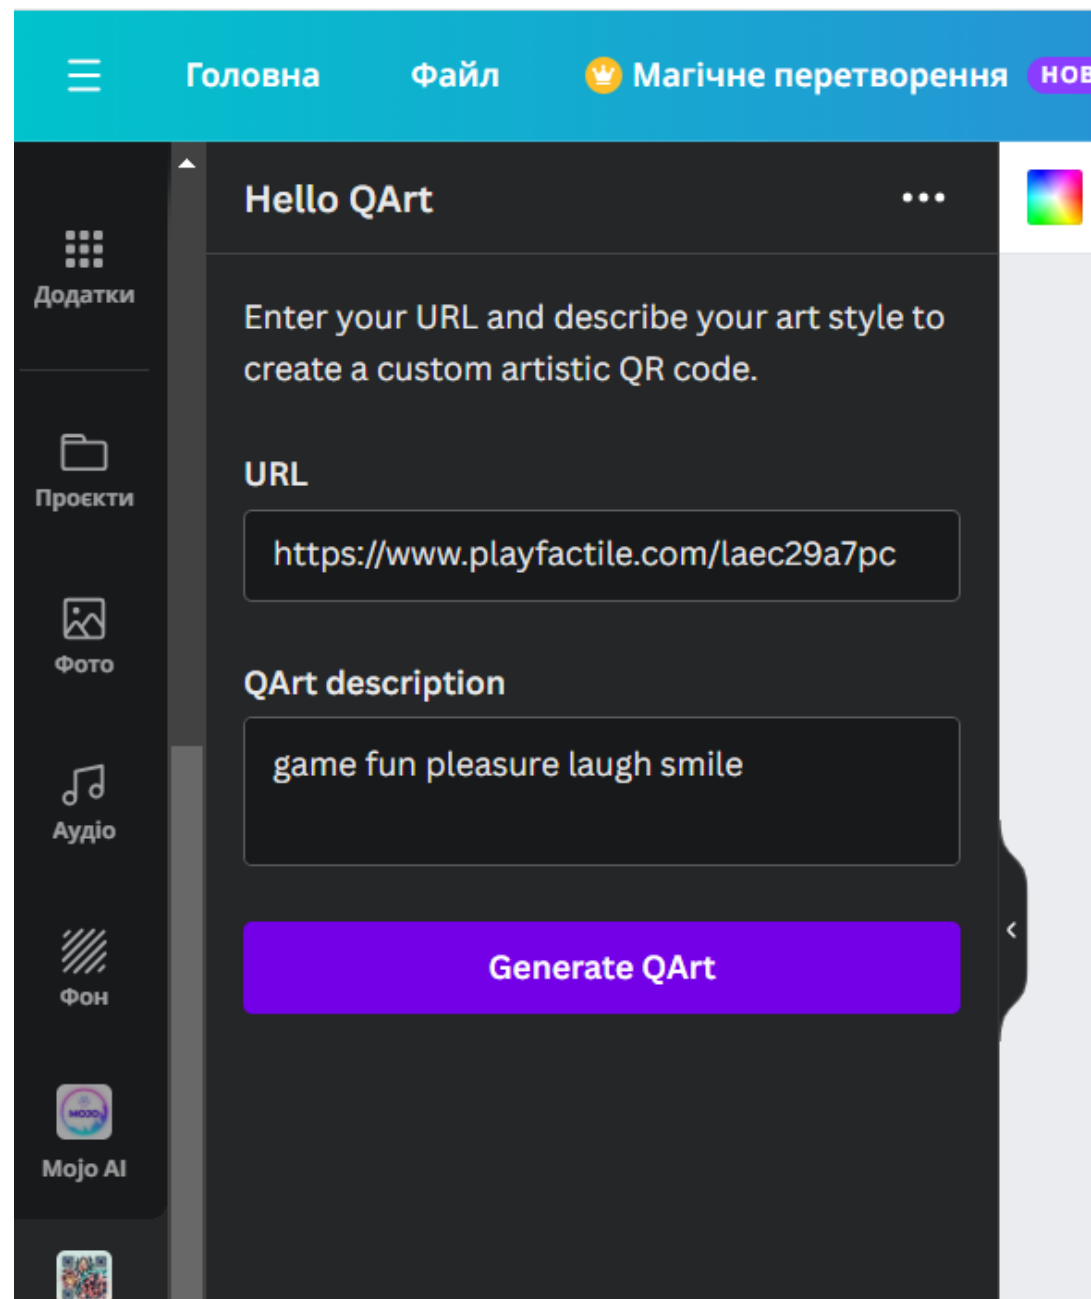 Головна
Файл
Магічне перетворення
Додатки
Проєкти
Фото
Аудіо
Фон
MOJO
Mojo AI
Hello QArt
Enter your URL and describe your art style to
create a custom artistic QR code.
URL
https://www.playfactile.com/laec29a7pc
QArt description
game fun pleasure laugh smile
Generate QArt